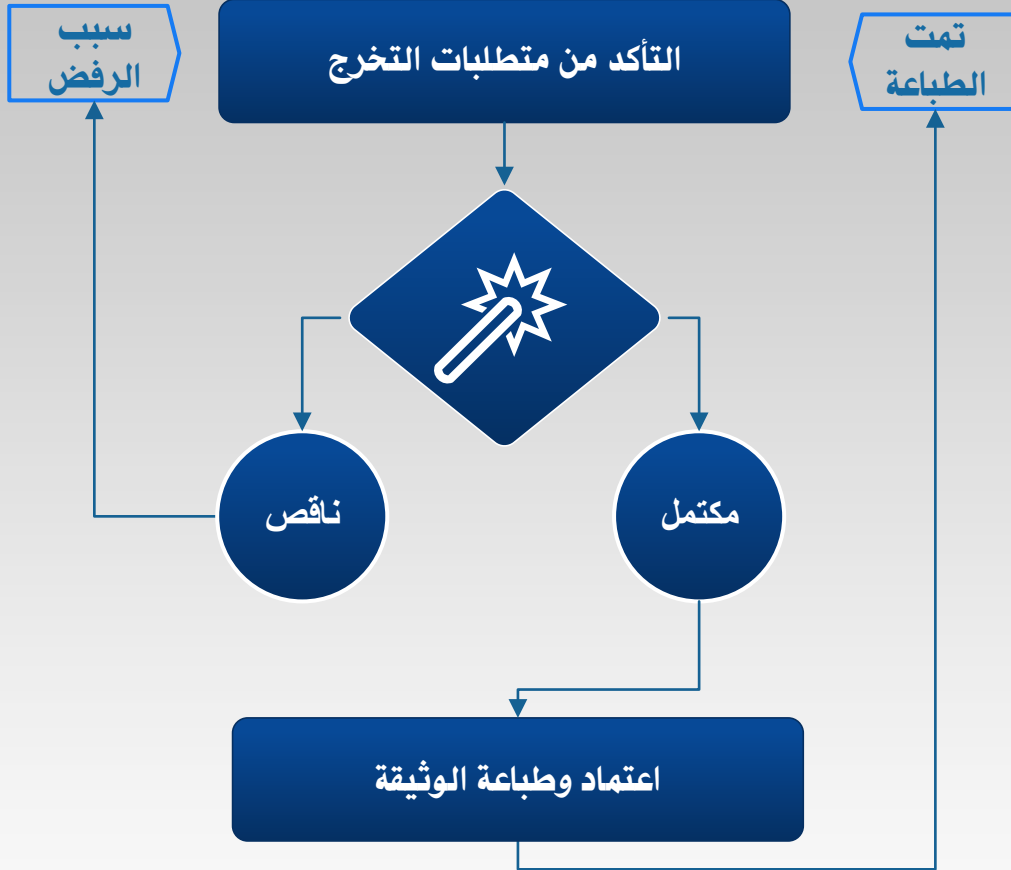 تمت
الطباعة
التأكد من متطلبات التخرج
سبب
الرفض
مكتمل
ناقص
اعتماد وطباعة الوثيقة